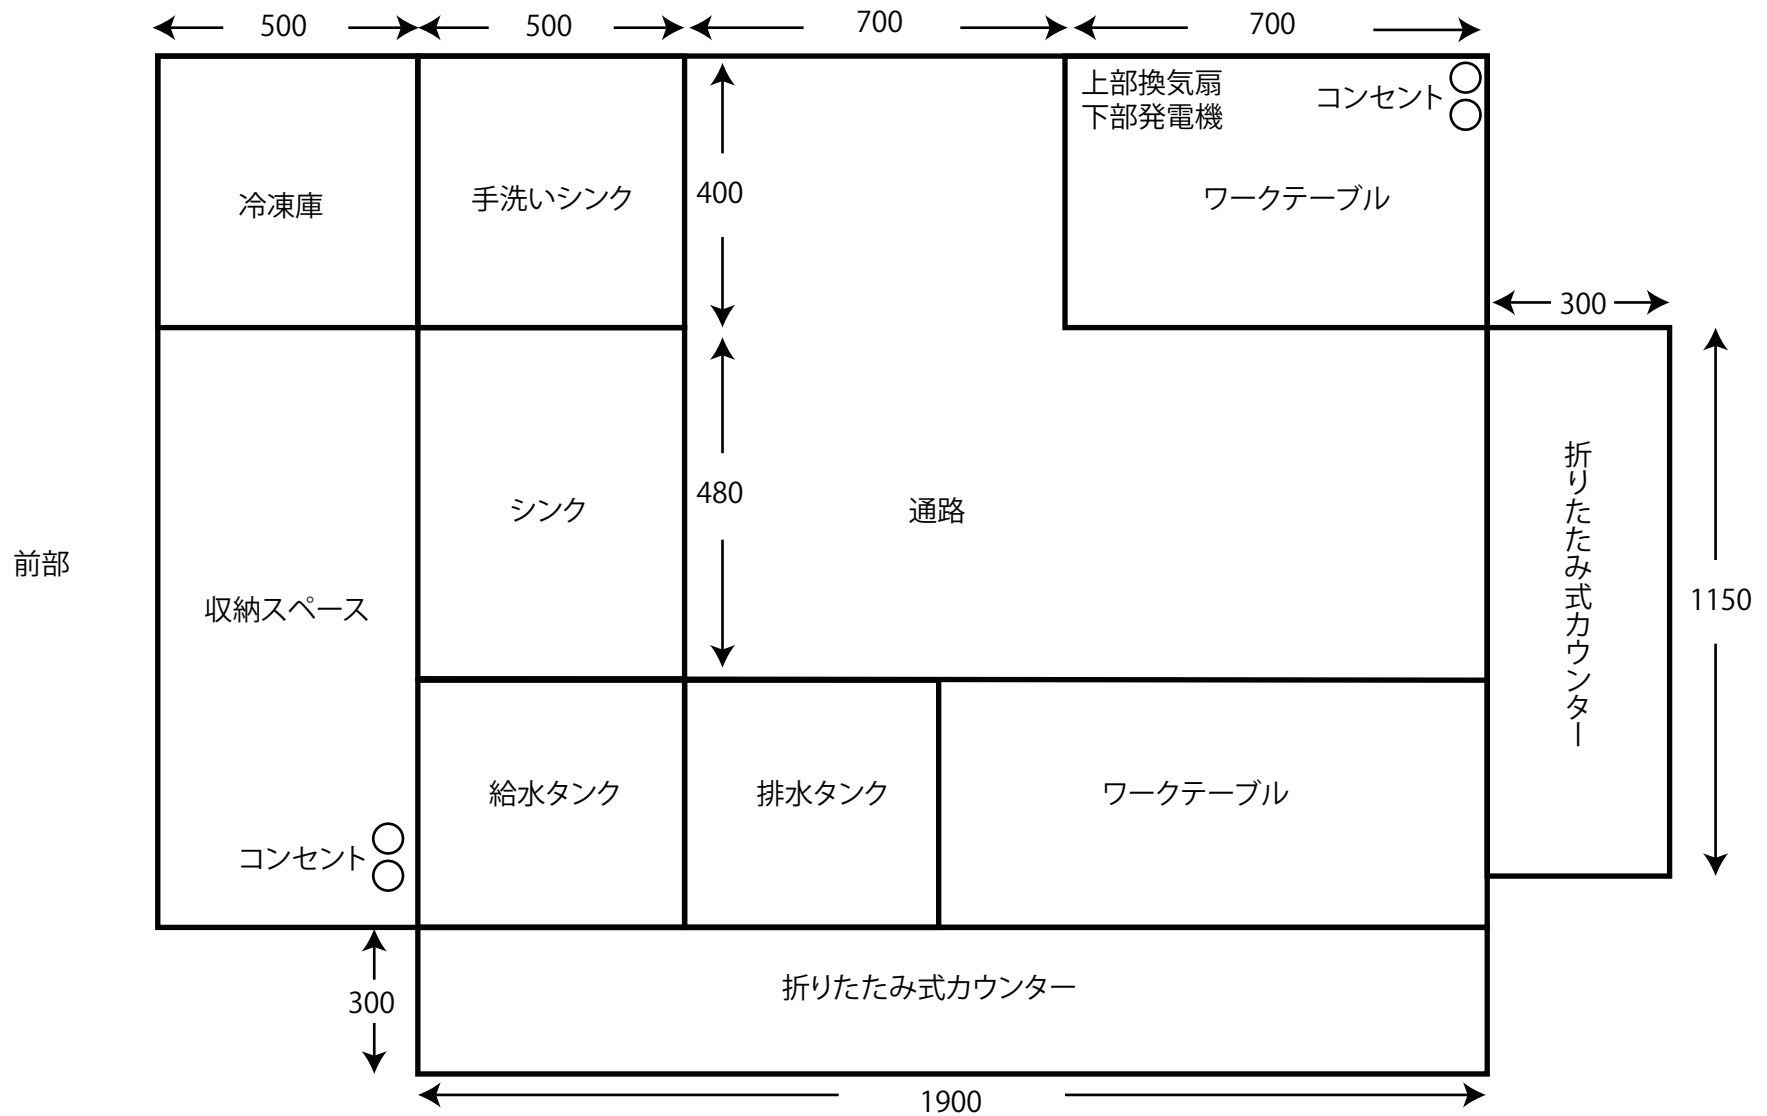 500
500
700
700
上部換気扇
下部発電機
コンセント
冷凍庫
手洗いシンク
400
ワークテーブル
300
前部
収納スペース
シンク
480
通路
折りたたみ式カウンター
1150
コンセント
給水タンク
排水タンク
ワークテーブル
300
折りたたみ式カウンター
1900